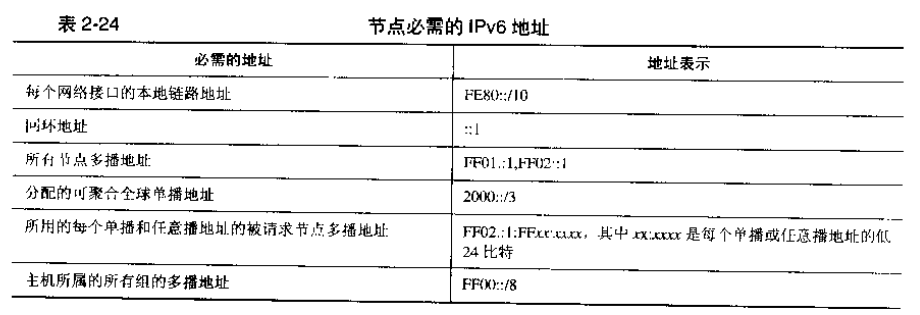 表 2-24 节点必需的 IPv6 地址
必需的地址 地址表示
每个网络接口的本地链路地址 FE80::/10
回环地址 ::1
所有节点多播地址 FF01::1,FF02::1
分配的可聚合全球单播地址 2000::/3
所用的每个单播和任意播地址的被请求节点多播地址 FF02::1:FFxx:xxxx，其中 xx:xxxx 是每个单播或任意播地址的低
24 比特
主机所属的所有组的多播地址 FF00::/8